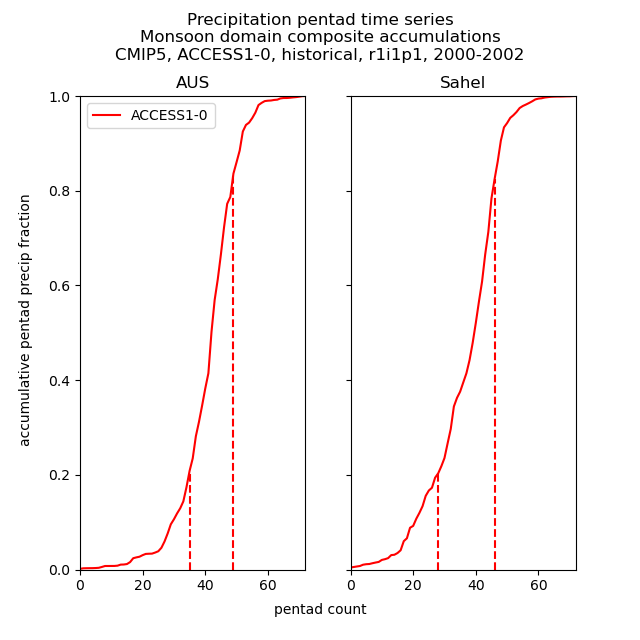 Precipitation pentad time series
Monsoon domain composite accumulations
CMIP5, ACCESS1-0, historical, r1i1p1, 2000-2002
AUS
Sahel
ACCESS1-0
accumulative pentad precip fraction
1.0
0.8
0.6
0.4
0.2
0.0
0 20 40 60
0 20 40 60
pentad count